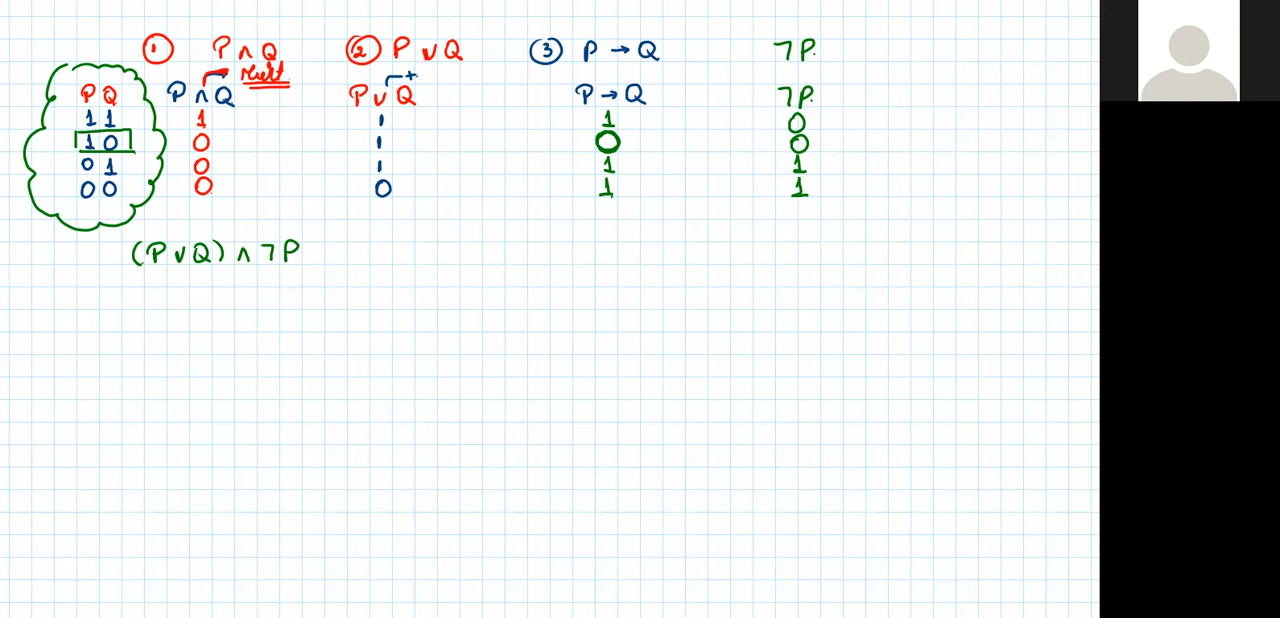 ① P ∧ Q ② P ∨ Q ③ P → Q ¬P
Mult
P Q P ∧ Q P ∨ Q + P → Q ¬P
1 1 1 1 1 0
1 0 0 1 0 0
0 1 0 1 1 1
0 0 0 0 1 1
(P ∨ Q) ∧ ¬P